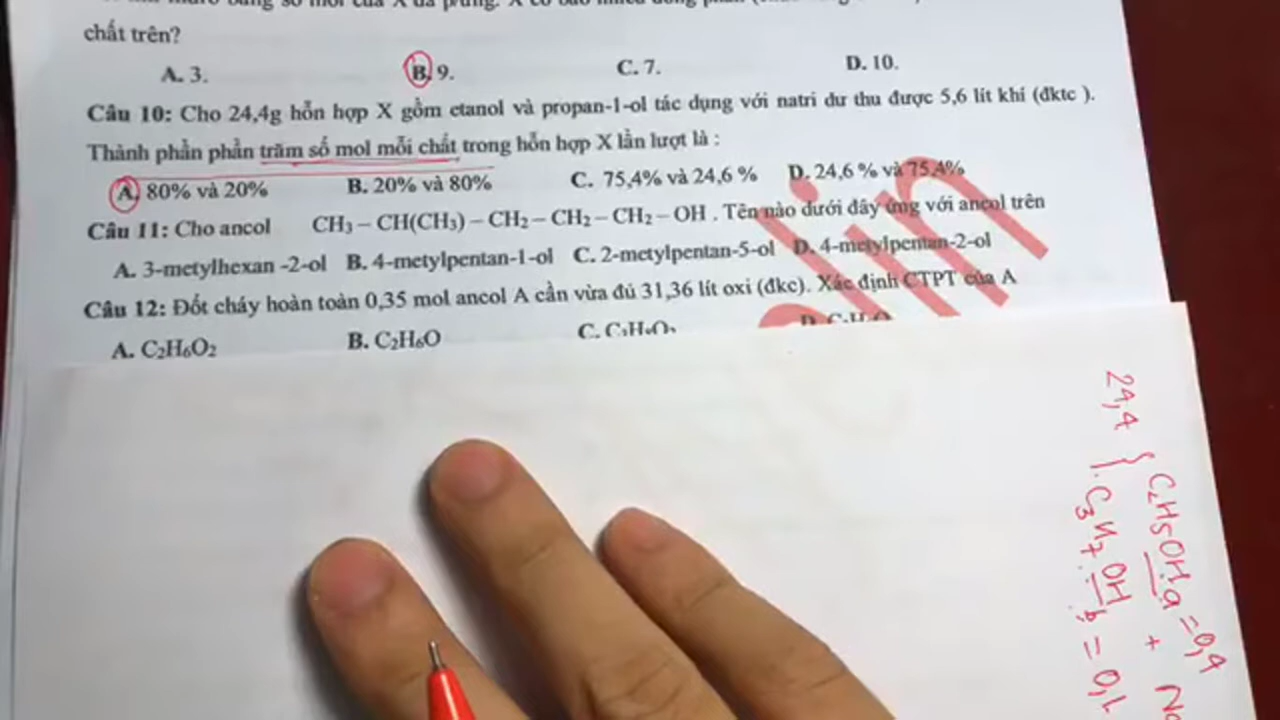 chất trên?
A. 3. B. 9. C. 7. D. 10.
Câu 10: Cho 24,4g hỗn hợp X gồm etanol và propan-1-ol tác dụng với natri dư thu được 5,6 lít khí (đktc ).
Thành phần phần trăm số mol mỗi chất trong hỗn hợp X lần lượt là :
A. 80% và 20% B. 20% và 80% C. 75,4% và 24,6 % D. 24,6 % và 75,4%
Câu 11: Cho ancol CH₃ – CH(CH₃) – CH₂ – CH₂ – CH₂ – OH . Tên nào dưới đây ứng với ancol trên
A. 3-metylhexan -2-ol B. 4-metylpentan-1-ol C. 2-metylpentan-5-ol D. 4-metylpentan-2-ol
Câu 12: Đốt cháy hoàn toàn 0,35 mol ancol A cần vừa đủ 31,36 lít oxi (đkc). Xác định CTPT của A
A. C₂H₆O₂ B. C₂H₆O
24,4 {
C₂H₅OH a = 0,4
+ Na
C₃H₇OH b = 0,1